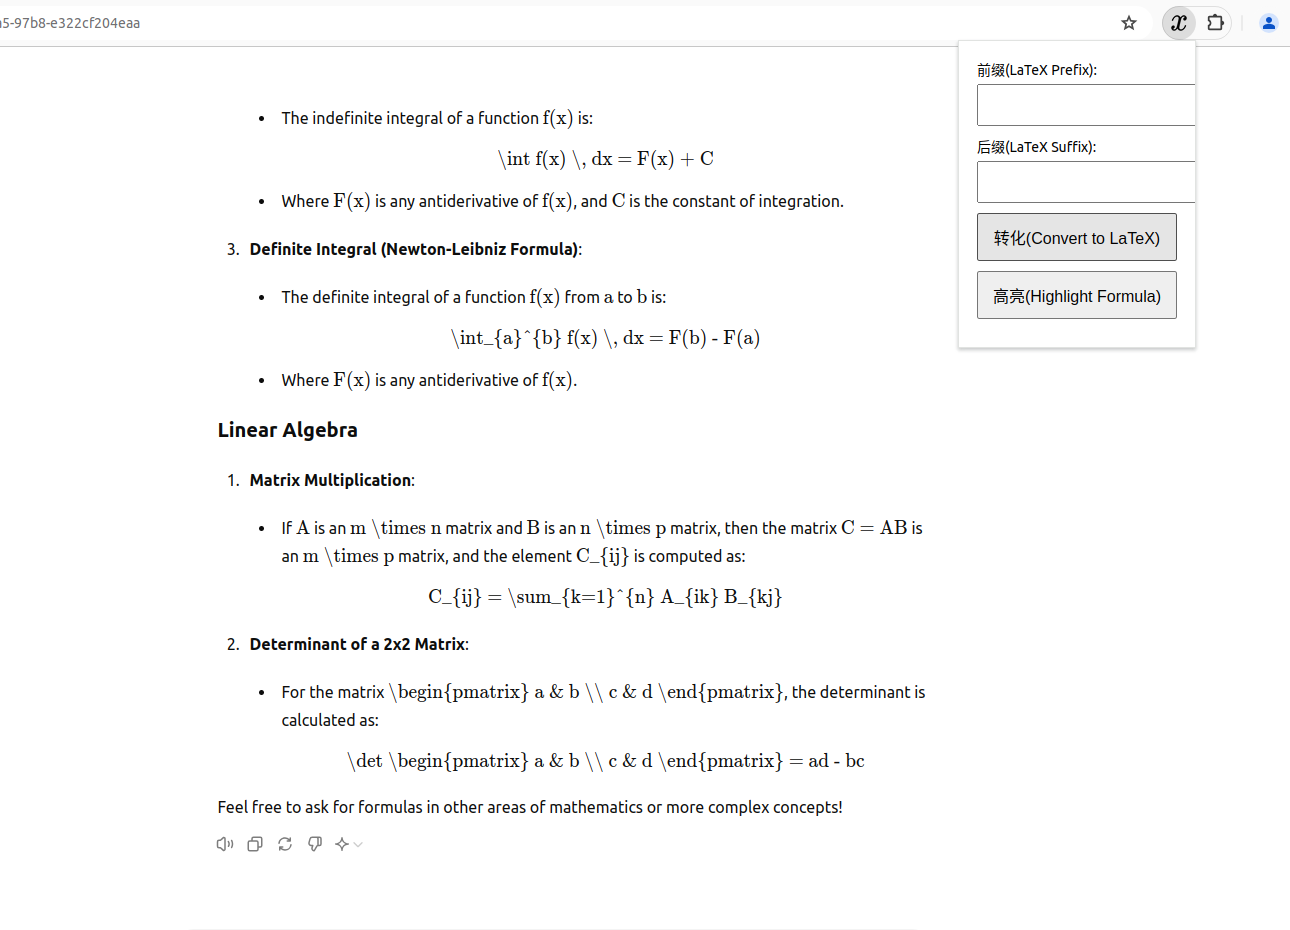 15-97b8-e322cf204eaa
x
前缀(LaTeX Prefix):
后缀(LaTeX Suffix):
转化(Convert to LaTeX)
高亮(Highlight Formula)
• The indefinite integral of a function f(x) is:
\int f(x) \, dx = F(x) + C
• Where F(x) is any antiderivative of f(x), and C is the constant of integration.
3. Definite Integral (Newton-Leibniz Formula):
• The definite integral of a function f(x) from a to b is:
\int_{a}^{b} f(x) \, dx = F(b) - F(a)
• Where F(x) is any antiderivative of f(x).
Linear Algebra
1. Matrix Multiplication:
• If A is an m \times n matrix and B is an n \times p matrix, then the matrix C = AB is
an m \times p matrix, and the element C_{ij} is computed as:
C_{ij} = \sum_{k=1}^{n} A_{ik} B_{kj}
2. Determinant of a 2x2 Matrix:
• For the matrix \begin{pmatrix} a & b \\ c & d \end{pmatrix}, the determinant is
calculated as:
\det \begin{pmatrix} a & b \\ c & d \end{pmatrix} = ad - bc
Feel free to ask for formulas in other areas of mathematics or more complex concepts!